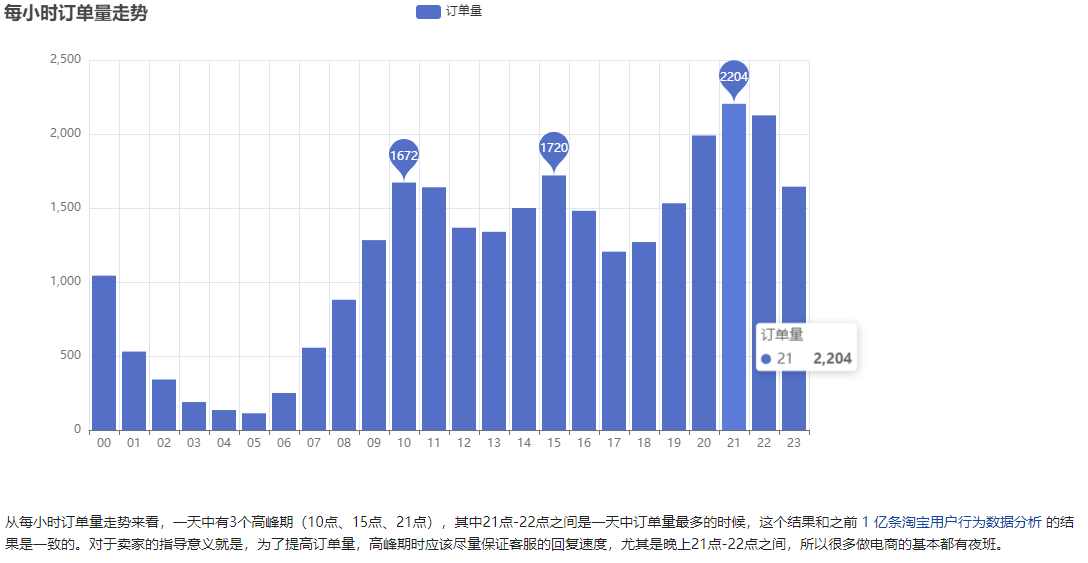 每小时订单量走势
订单量
2,500
2,000
1,500
1,000
500
0
1672
1720
2204
订单量
21 2,204
00 01 02 03 04 05 06 07 08 09 10 11 12 13 14 15 16 17 18 19 20 21 22 23
从每小时订单量走势来看，一天中有3个高峰期（10点、15点、21点），其中21点-22点之间是一天中订单量最多的时候，这个结果和之前 1 亿条淘宝用户行为数据分析 的结
果是一致的。对于卖家的指导意义就是，为了提高订单量，高峰期时应该尽量保证客服的回复速度，尤其是晚上21点-22点之间，所以很多做电商的基本都有夜班。